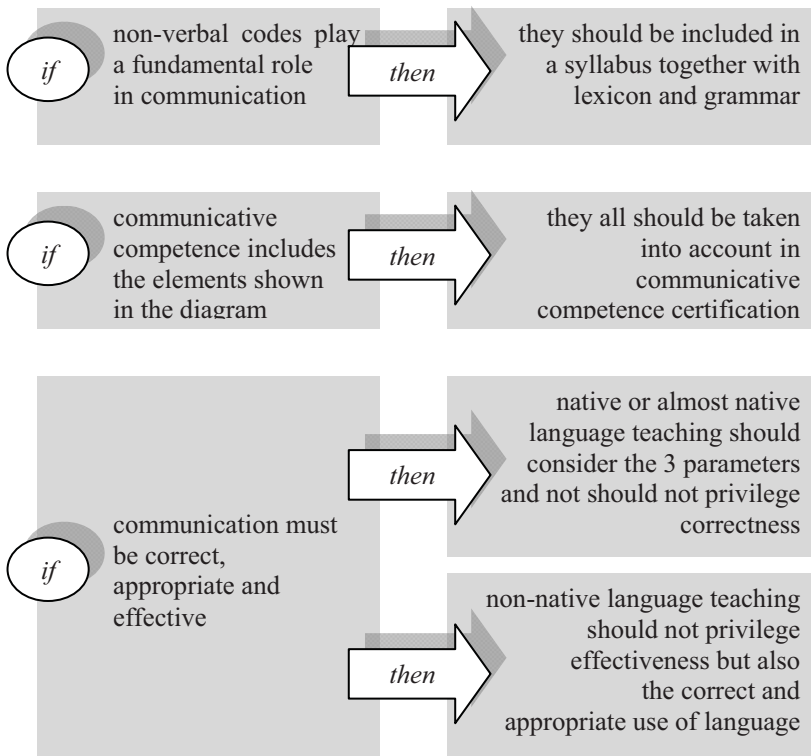 if
non-verbal codes play
a fundamental role
in communication
then
they should be included in
a syllabus together with
lexicon and grammar
if
communicative
competence includes
the elements shown
in the diagram
then
they all should be taken
into account in
communicative
competence certification
if
communication must
be correct,
appropriate and
effective
then
native or almost native
language teaching should
consider the 3 parameters
and not should not privilege
correctness
then
non-native language teaching
should not privilege
effectiveness but also
the correct and
appropriate use of language